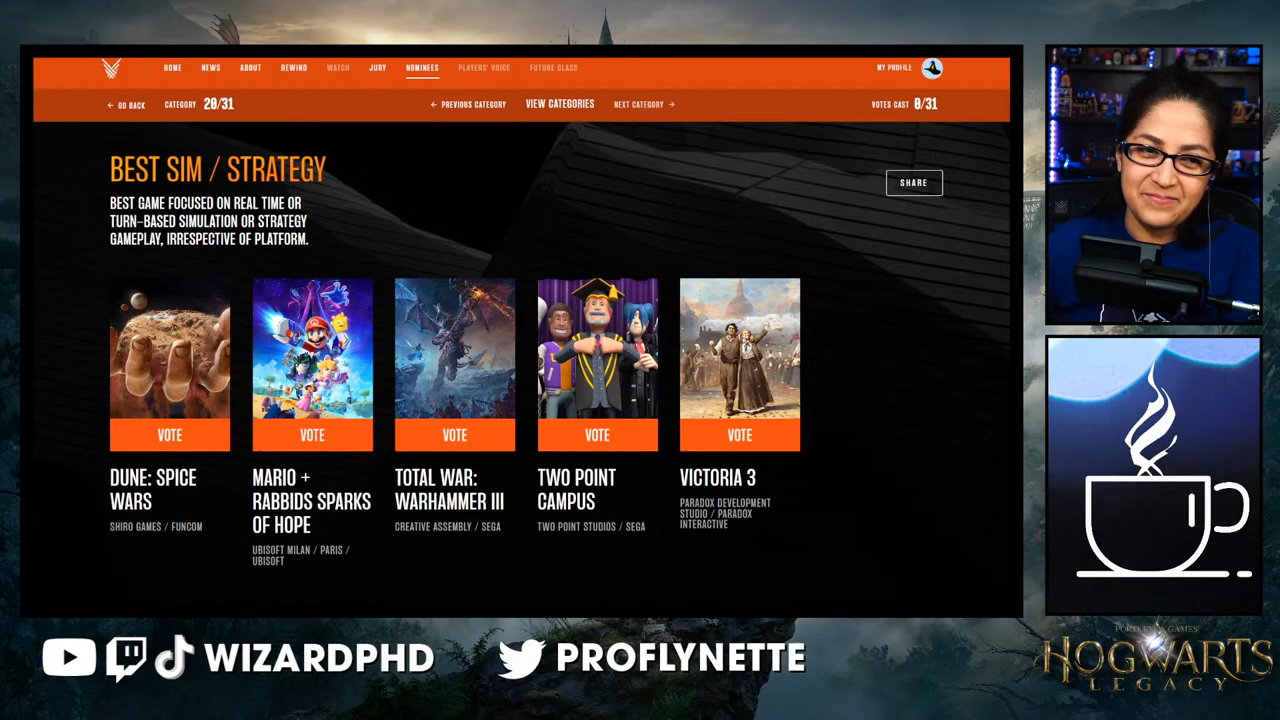 HOME NEWS ABOUT REWIND WATCH JURY NOMINEES PLAYERS' VOICE FUTURE CLASS MY PROFILE
← GO BACK CATEGORY 20/31 ← PREVIOUS CATEGORY VIEW CATEGORIES NEXT CATEGORY → VOTES CAST 0/31
BEST SIM / STRATEGY
SHARE
BEST GAME FOCUSED ON REAL TIME OR
TURN-BASED SIMULATION OR STRATEGY
GAMEPLAY, IRRESPECTIVE OF PLATFORM.
VOTE VOTE VOTE VOTE VOTE
DUNE: SPICE
WARS
SHIRO GAMES / FUNCOM
MARIO +
RABBIDS SPARKS
OF HOPE
UBISOFT MILAN / PARIS /
UBISOFT
TOTAL WAR:
WARHAMMER III
CREATIVE ASSEMBLY / SEGA
TWO POINT
CAMPUS
TWO POINT STUDIOS / SEGA
VICTORIA 3
PARADOX DEVELOPMENT
STUDIO / PARADOX
INTERACTIVE
WIZARDPHD PROFLYNETTE
PORTKEY GAMES
HOGWARTS
LEGACY